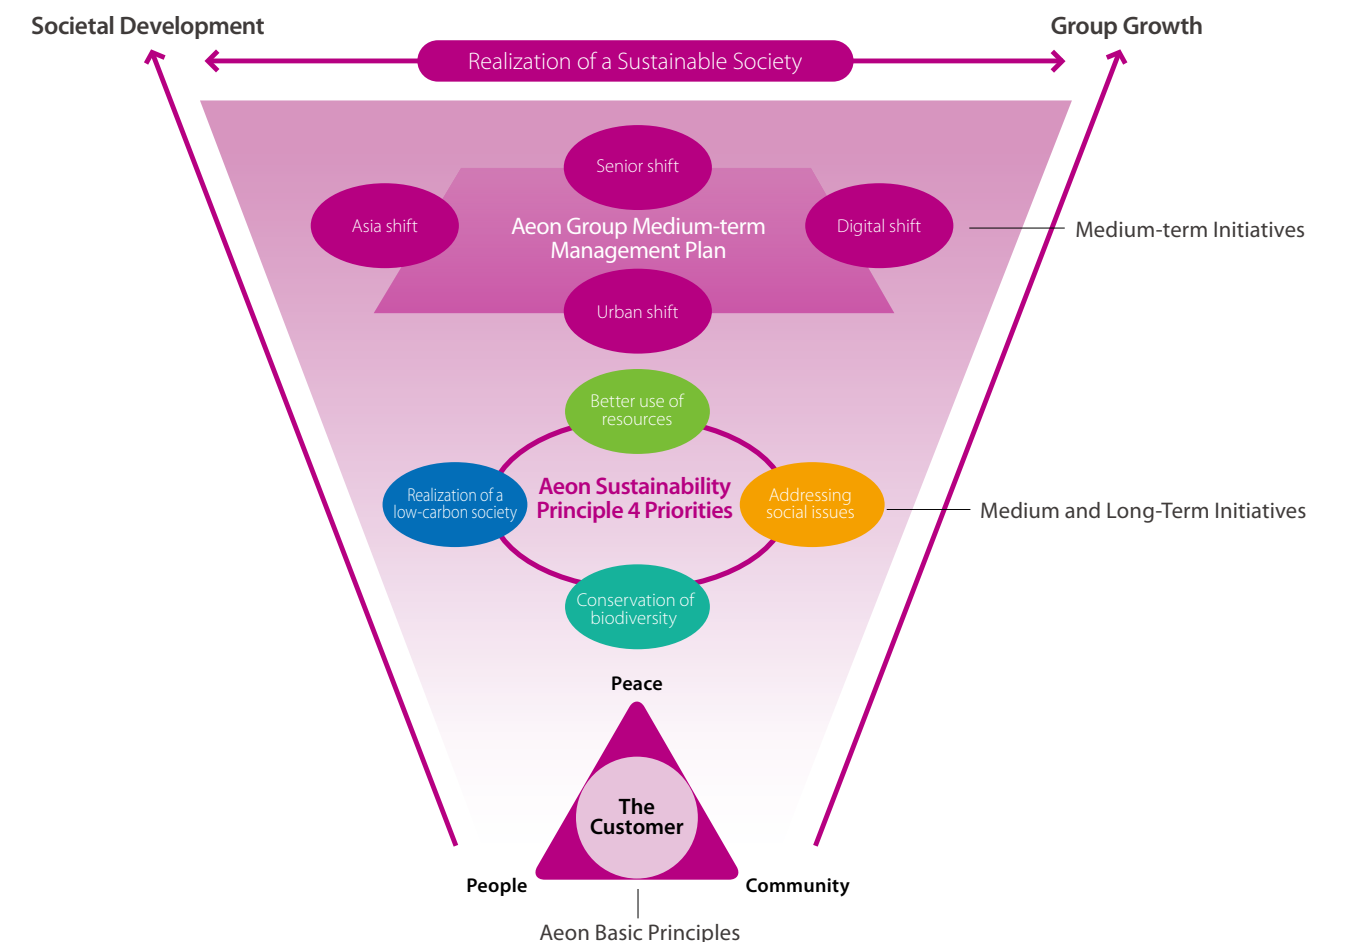 Societal Development
Group Growth
Realization of a Sustainable Society
Senior shift
Asia shift
Aeon Group Medium-term
Management Plan
Digital shift
Medium-term Initiatives
Urban shift
Better use of
resources
Realization of a
low-carbon society
Aeon Sustainability
Principle 4 Priorities
Addressing
social issues
Medium and Long-Term Initiatives
Conservation of
biodiversity
Peace
The
Customer
People
Community
Aeon Basic Principles